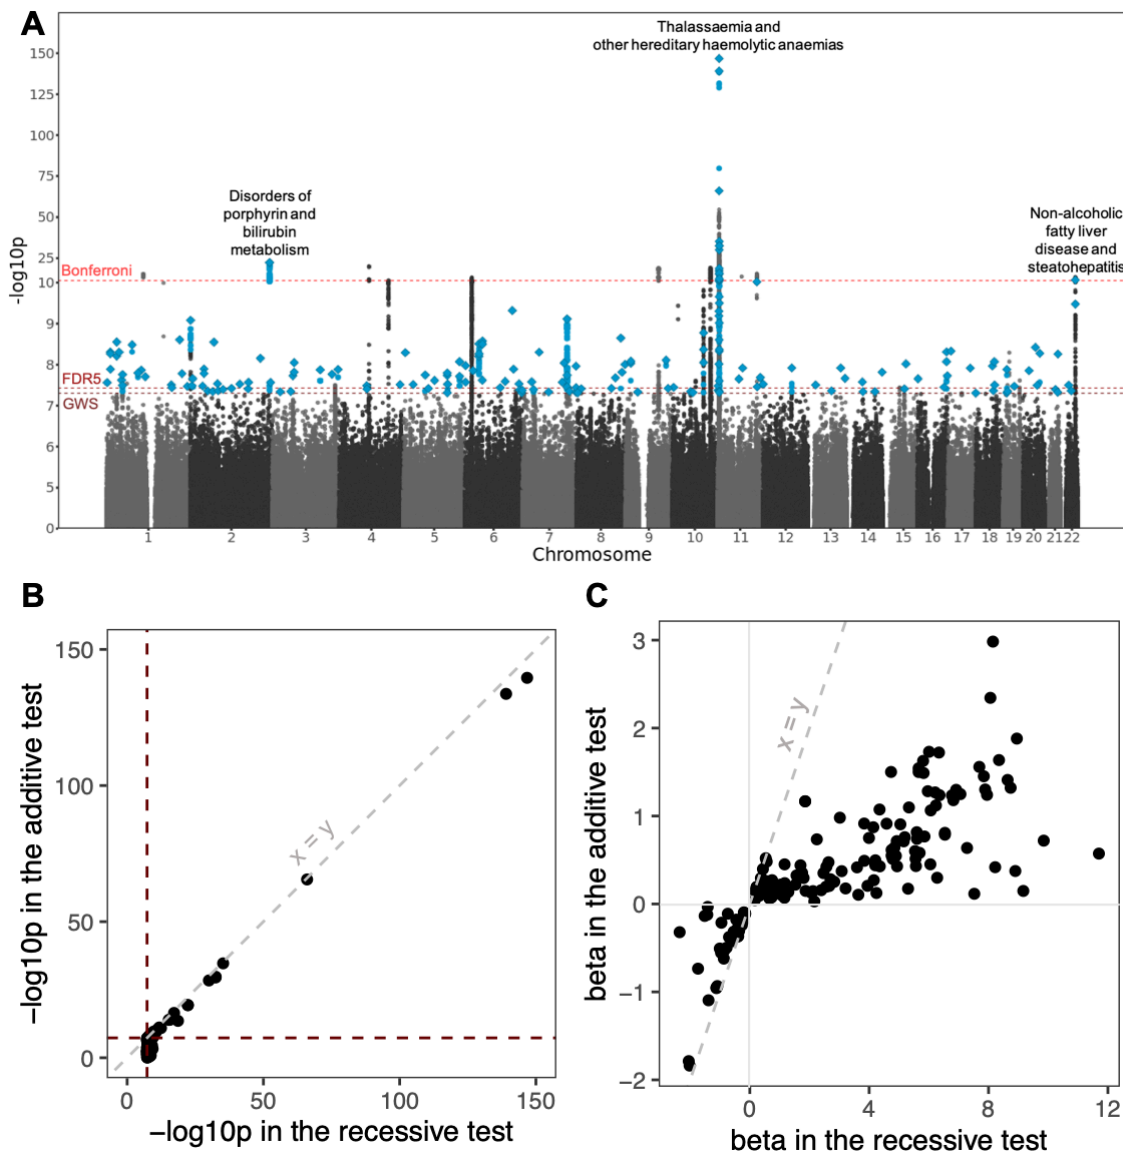 A
Thalassaemia and
other hereditary haemolytic anaemias
Disorders of
porphyrin and
bilirubin
metabolism
Non-alcoholic
fatty liver
disease and
steatohepatitis
-log10p
150
125
100
75
50
25
Bonferroni
10
9
8
FDR5
GWS
7
6
5
0
1 2 3 4 5 6 7 8 9 10 11 12 13 14 15 16 17 18 19 20 21 22
Chromosome
B
−log10p in the additive test
150
100
50
0
x = y
0 50 100 150
−log10p in the recessive test
C
beta in the additive test
3
2
1
0
−1
−2
x = y
0 4 8 12
beta in the recessive test